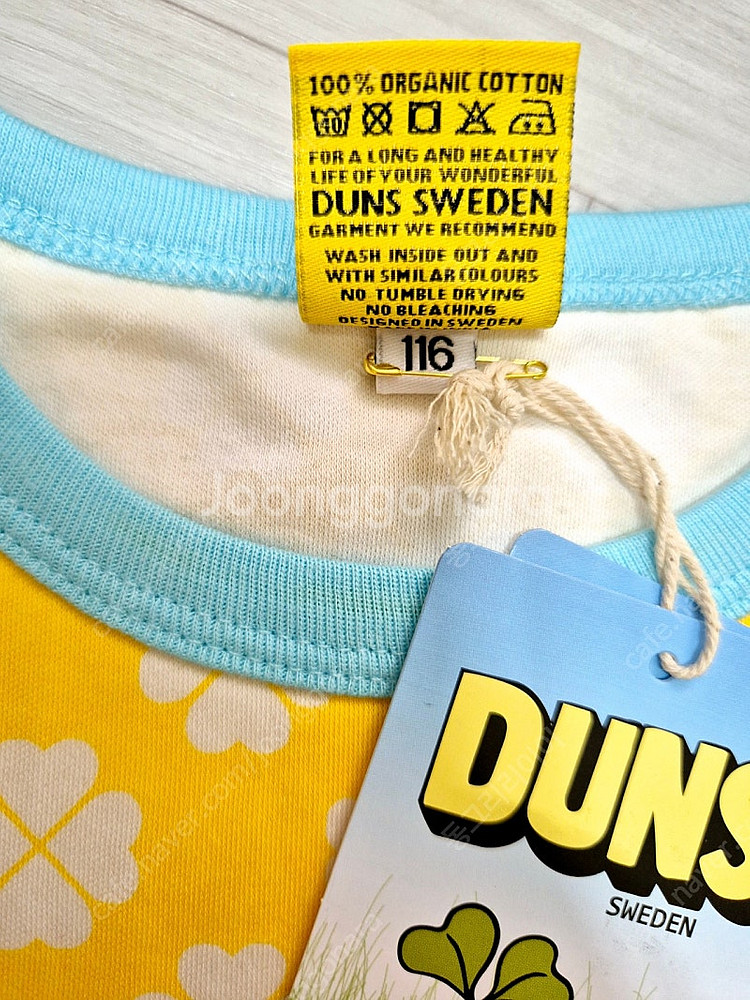 100% ORGANIC COTTON
40
FOR A LONG AND HEALTHY
LIFE OF YOUR WONDERFUL
DUNS SWEDEN
GARMENT WE RECOMMEND
WASH INSIDE OUT AND
WITH SIMILAR COLOURS
NO TUMBLE DRYING
NO BLEACHING
DESIGNED IN SWEDEN
116
Joonggonara
DUNS
SWEDEN